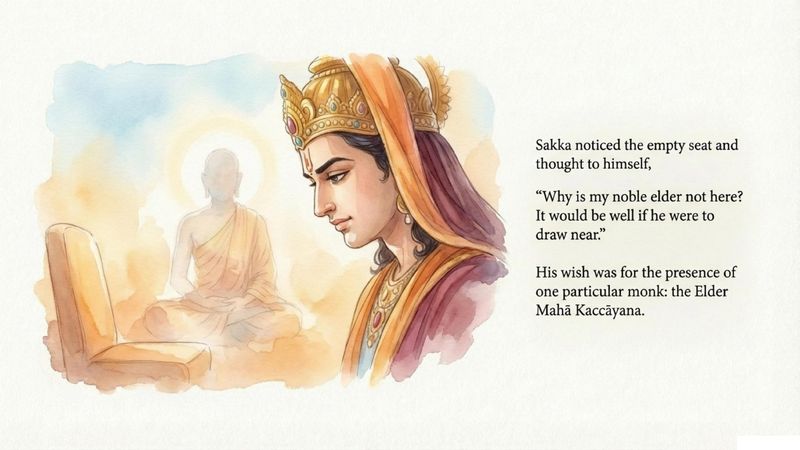 Sakka noticed the empty seat and
thought to himself,
“Why is my noble elder not here?
It would be well if he were to
draw near.”
His wish was for the presence of
one particular monk: the Elder
Mahā Kaccāyana.